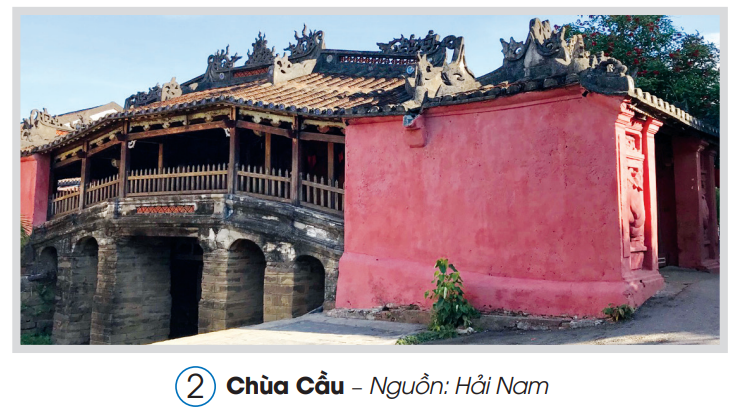 2 Chùa Cầu – Nguồn: Hải Nam